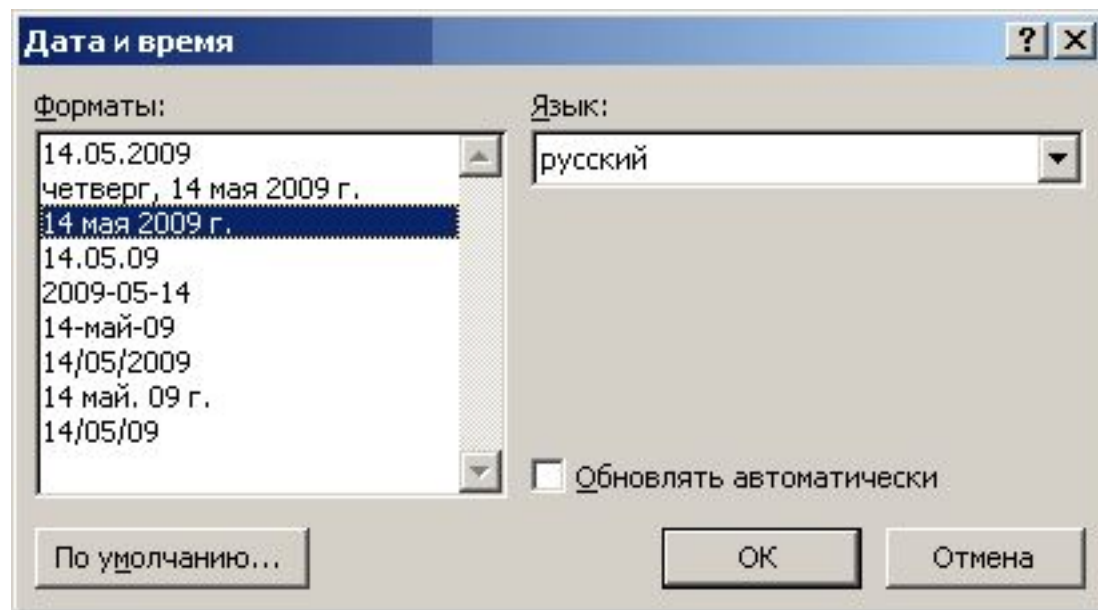 Дата и время
Форматы:
14.05.2009
четверг, 14 мая 2009 г.
14 мая 2009 г.
14.05.09
2009-05-14
14-май-09
14/05/2009
14 май. 09 г.
14/05/09
Язык:
русский
Обновлять автоматически
По умолчанию...
ОК
Отмена